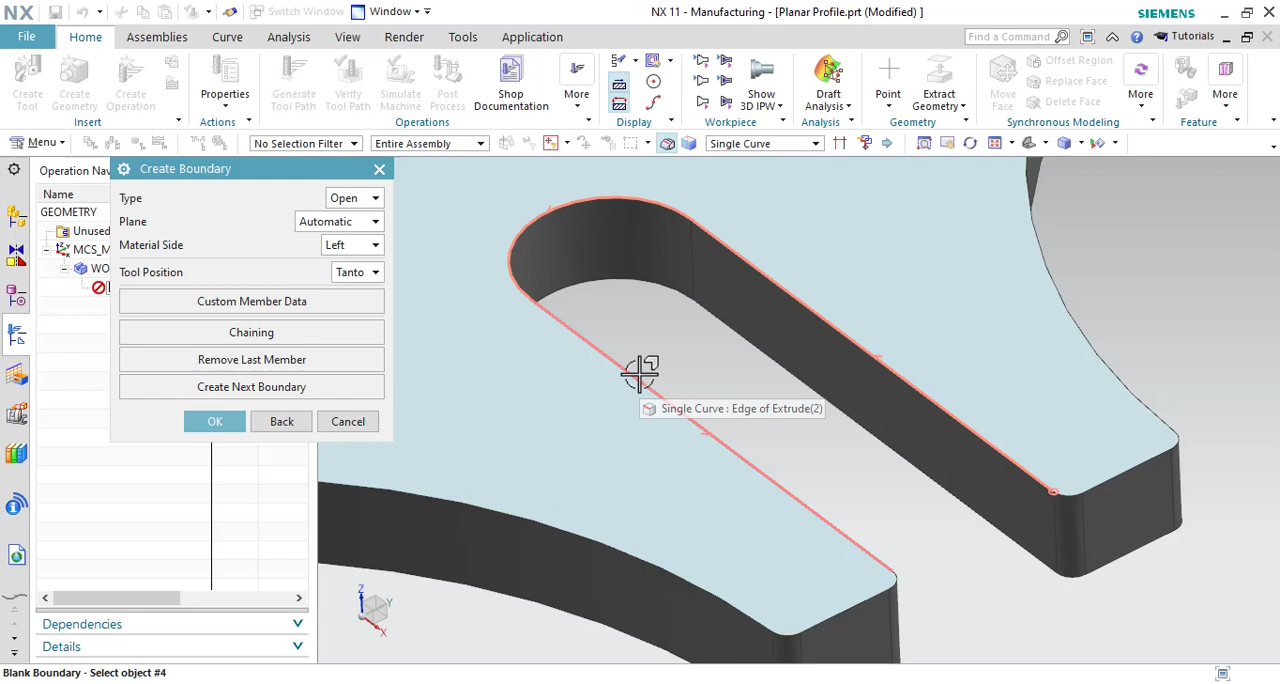 NX Switch Window Window NX 11 - Manufacturing - [Planar Profile.prt (Modified) ] SIEMENS
File Home Assemblies Curve Analysis View Render Tools Application Find a Command Tutorials
Create Tool Create Geometry Create Operation Properties Generate Tool Path Verify Tool Path Simulate Machine Post Process Shop Documentation More Show 3D IPW Draft Analysis Point Extract Geometry Move Face Offset Region Replace Face Delete Face More More
Insert Actions Operations Display Workpiece Analysis Geometry Synchronous Modeling Feature
Menu No Selection Filter Entire Assembly Single Curve
Operation Nav
Name
GEOMETRY
Unused
MCS_M
WO
Create Boundary
Type Open
Plane Automatic
Material Side Left
Tool Position Tanto
Custom Member Data
Chaining
Remove Last Member
Create Next Boundary
OK Back Cancel
Single Curve : Edge of Extrude(2)
Z
Y
X
Dependencies
Details
Blank Boundary - Select object #4